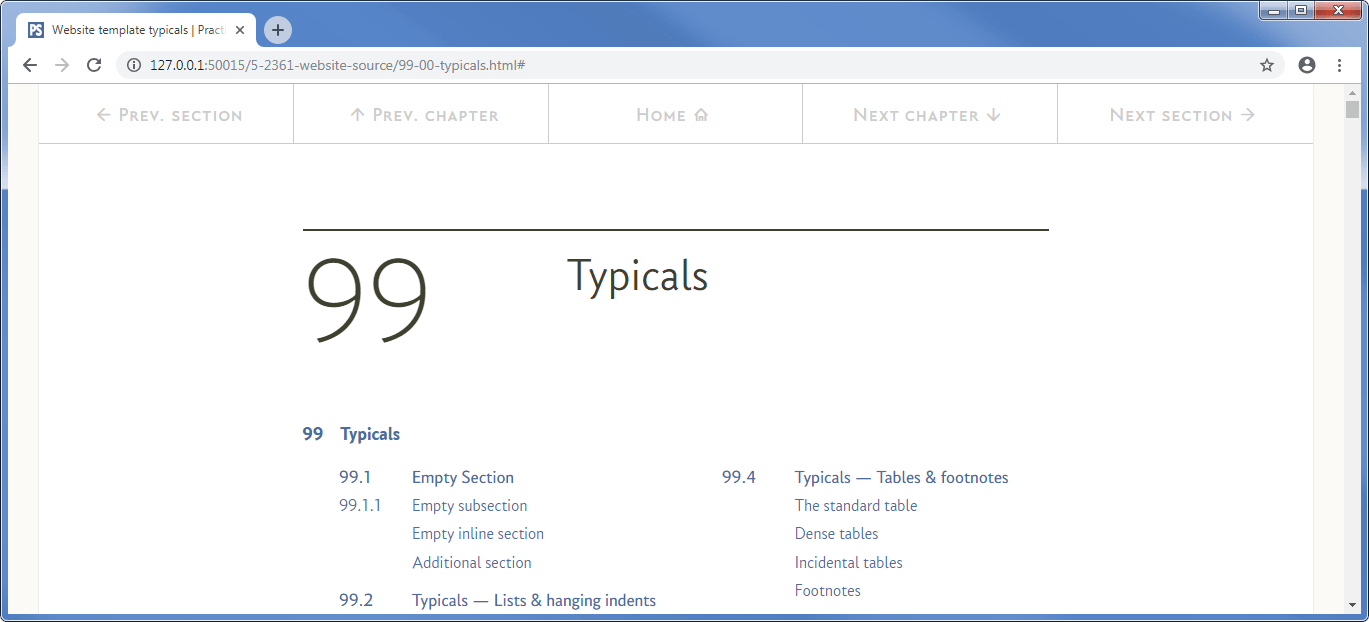 PS Website template typicals | Pract
127.0.0.1:50015/5-2361-website-source/99-00-typicals.html#
← PREV. SECTION
↑ PREV. CHAPTER
HOME
NEXT CHAPTER ↓
NEXT SECTION →
99 Typicals
99 Typicals
99.1 Empty Section
99.1.1 Empty subsection
Empty inline section
Additional section
99.2 Typicals — Lists & hanging indents
99.4 Typicals — Tables & footnotes
The standard table
Dense tables
Incidental tables
Footnotes